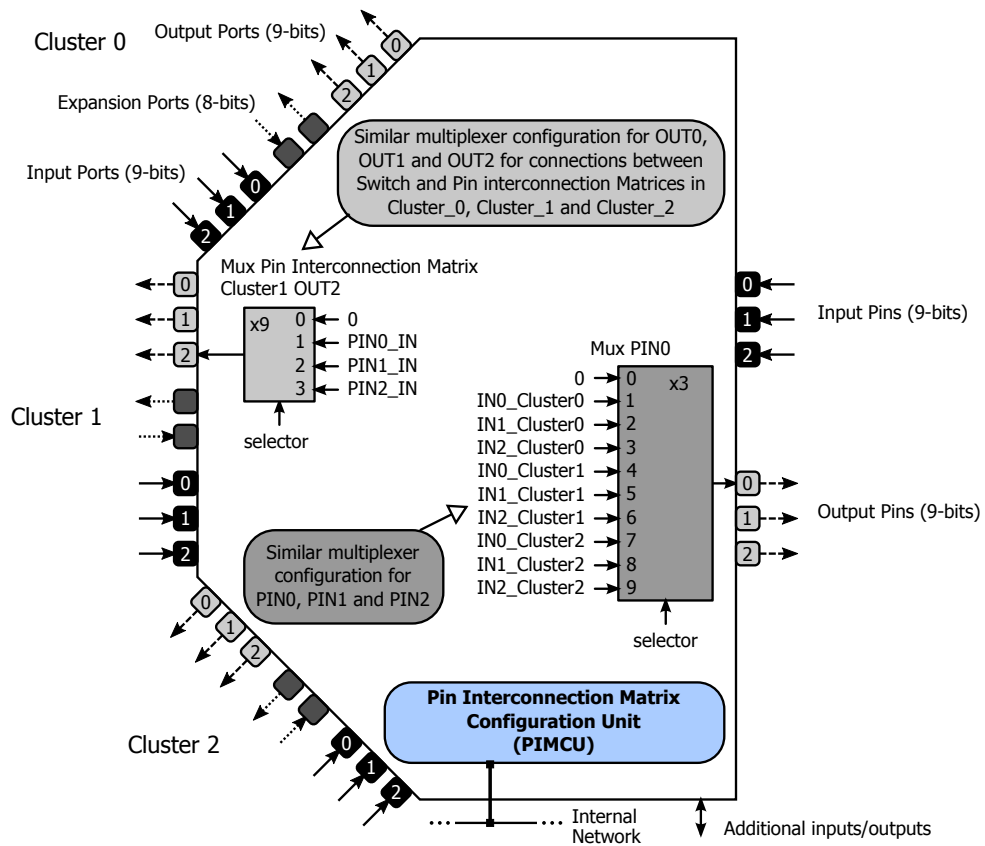 Cluster 0
Output Ports (9-bits)
0
1
2
Expansion Ports (8-bits)
Input Ports (9-bits)
0
1
2
Similar multiplexer configuration for OUT0,
OUT1 and OUT2 for connections between
Switch and Pin interconnection Matrices in
Cluster_0, Cluster_1 and Cluster_2
Mux Pin Interconnection Matrix
Cluster1 OUT2
x9
0
0
1
PIN0_IN
2
PIN1_IN
3
PIN2_IN
selector
Cluster 1
0
1
2
0
1
2
0
1
2
Input Pins (9-bits)
Mux PIN0
x3
0
0
IN0_Cluster0
1
IN1_Cluster0
2
IN2_Cluster0
3
IN0_Cluster1
4
IN1_Cluster1
5
IN2_Cluster1
6
IN0_Cluster2
7
IN1_Cluster2
8
IN2_Cluster2
9
selector
0
1
2
Output Pins (9-bits)
Similar multiplexer
configuration for
PIN0, PIN1 and PIN2
Cluster 2
0
1
2
0
1
2
Pin Interconnection Matrix
Configuration Unit
(PIMCU)
Internal
Network
Additional inputs/outputs